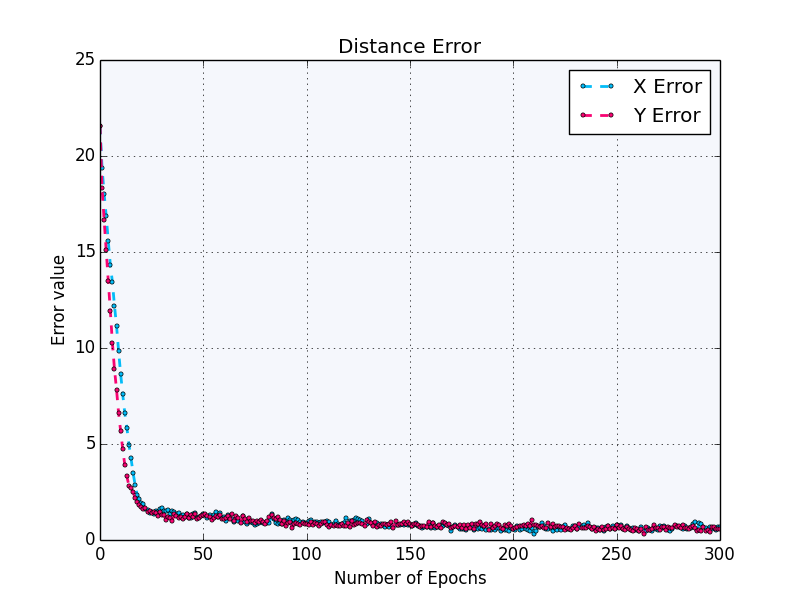 Distance Error
X Error
Y Error
Error value
25
20
15
10
5
0
0 50 100 150 200 250 300
Number of Epochs